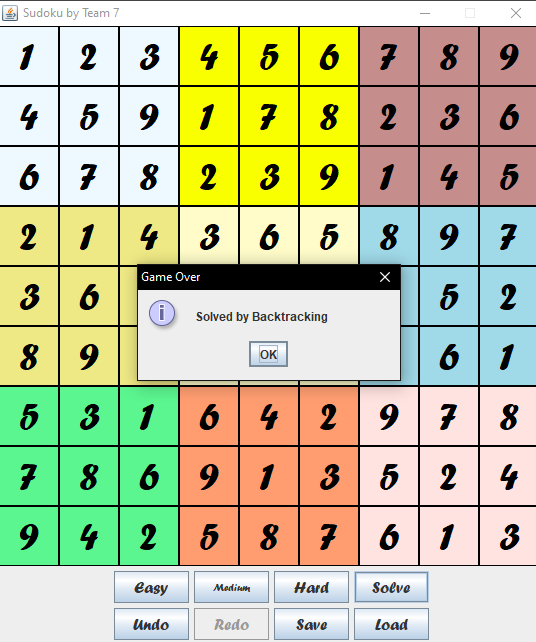 Sudoku by Team 7
1 2 3 4 5 6 7 8 9
4 5 9 1 7 8 2 3 6
6 7 8 2 3 9 1 4 5
2 1 4 3 6 5 8 9 7
Game Over
3 6 5 2
Solved by Backtracking
8 9 6 1
OK
5 3 1 6 4 2 9 7 8
7 8 6 9 1 3 5 2 4
9 4 2 5 8 7 6 1 3
Easy Medium Hard Solve
Undo Redo Save Load